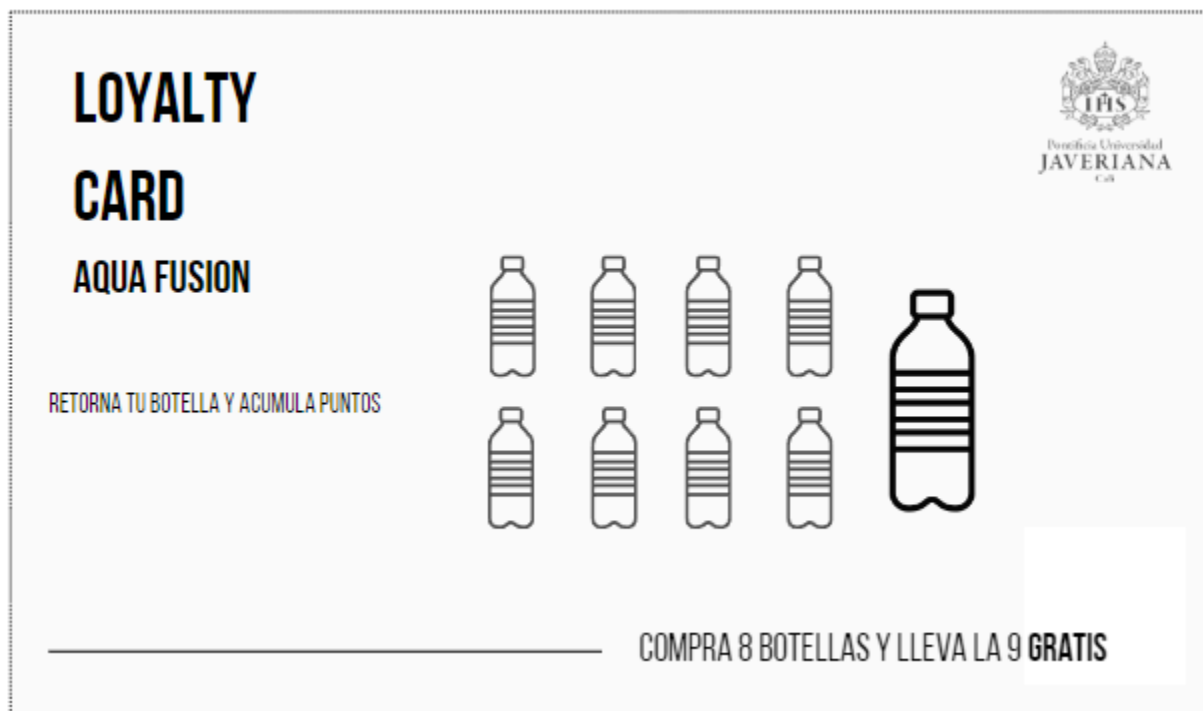 LOYALTY
CARD
AQUA FUSION
IHS
Pontificia Universidad
JAVERIANA
Cali
RETORNA TU BOTELLA Y ACUMULA PUNTOS
COMPRA 8 BOTELLAS Y LLEVA LA 9 GRATIS